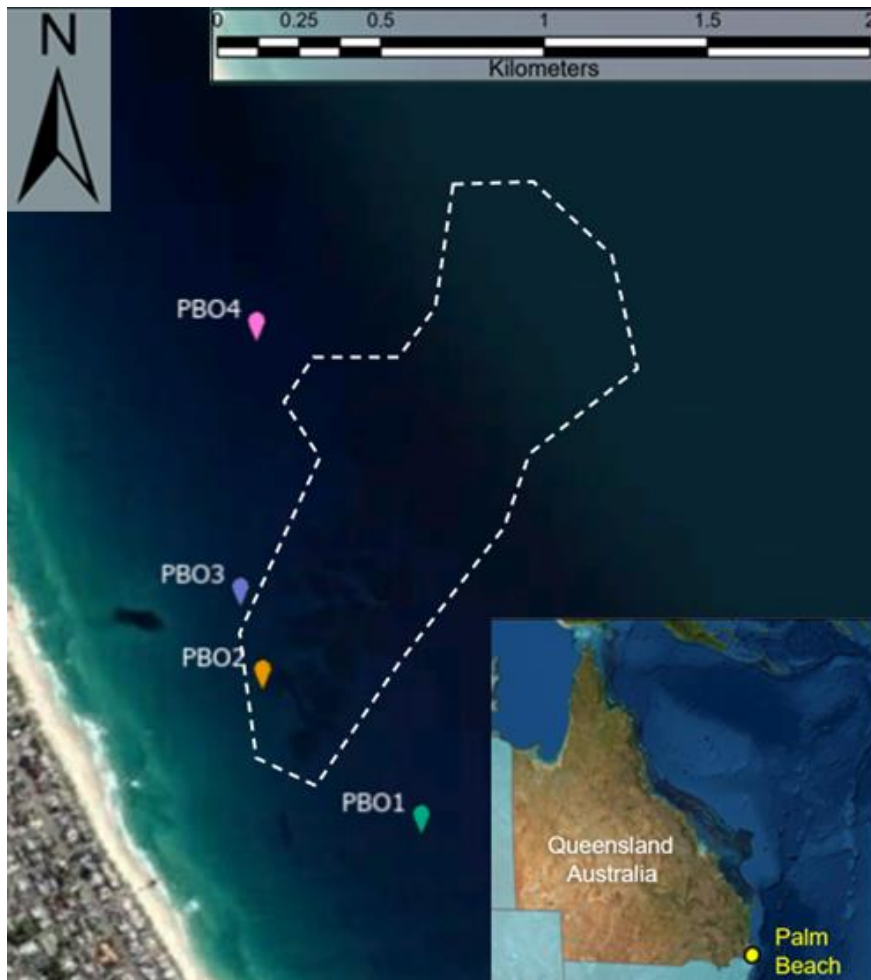 N
0 0.25 0.5 1 1.5 2
Kilometers
PBO4
PBO3
PBO2
PBO1
Queensland
Australia
Palm
Beach